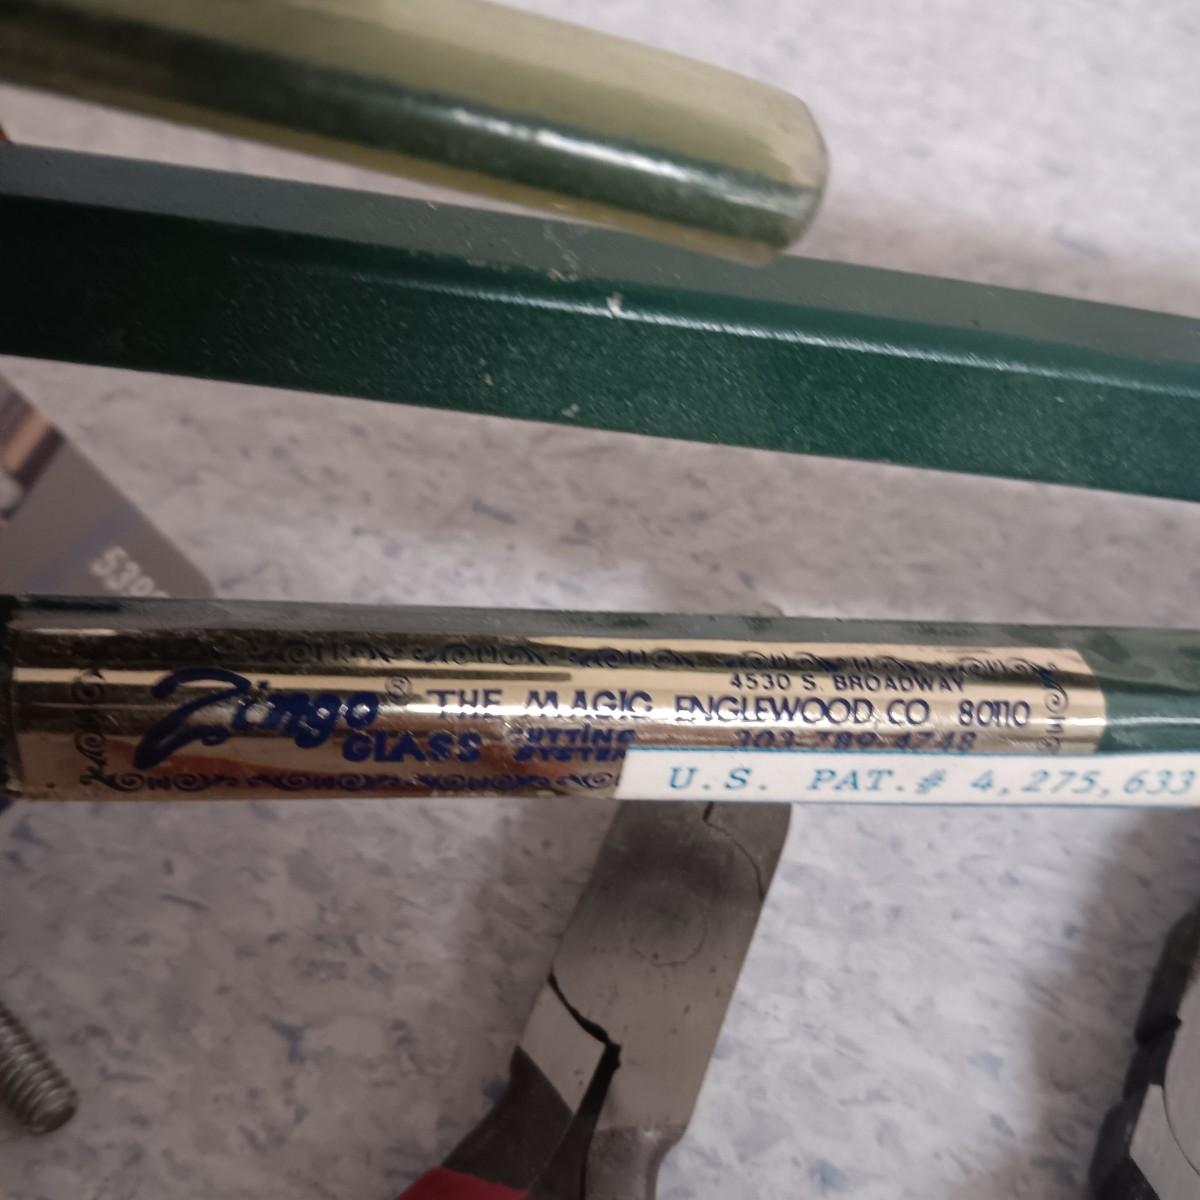 Zingo® THE MAGIC
GLASS CUTTING
SYSTEM
4530 S. BROADWAY
ENGLEWOOD, CO 80110
303-789-4748
U.S. PAT.# 4,275,633